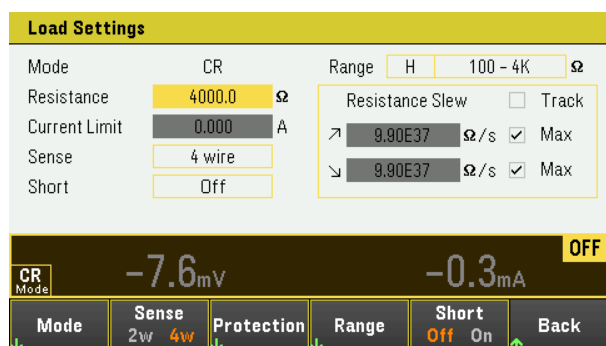 Load Settings
Mode CR Range H 100 - 4K Ω
Resistance 4000.0 Ω Resistance Slew Track
Current Limit 0.000 A 9.90E37 Ω/s Max
Sense 4 wire 9.90E37 Ω/s Max
Short Off
OFF
CR Mode -7.6mV -0.3mA
Mode Sense 2w 4w Protection Range Short Off On Back